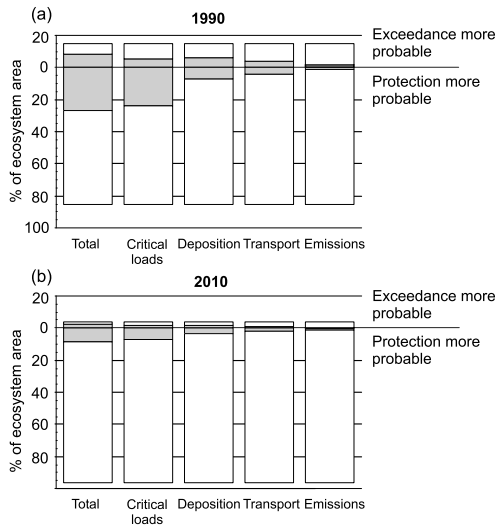 (a)
1990
20
0
20
40
60
80
100
% of ecosystem area
Exceedance more
probable
Protection more
probable
Total
Critical
loads
Deposition
Transport
Emissions
(b)
2010
20
0
20
40
60
80
% of ecosystem area
Exceedance more
probable
Protection more
probable
Total
Critical
loads
Deposition
Transport
Emissions